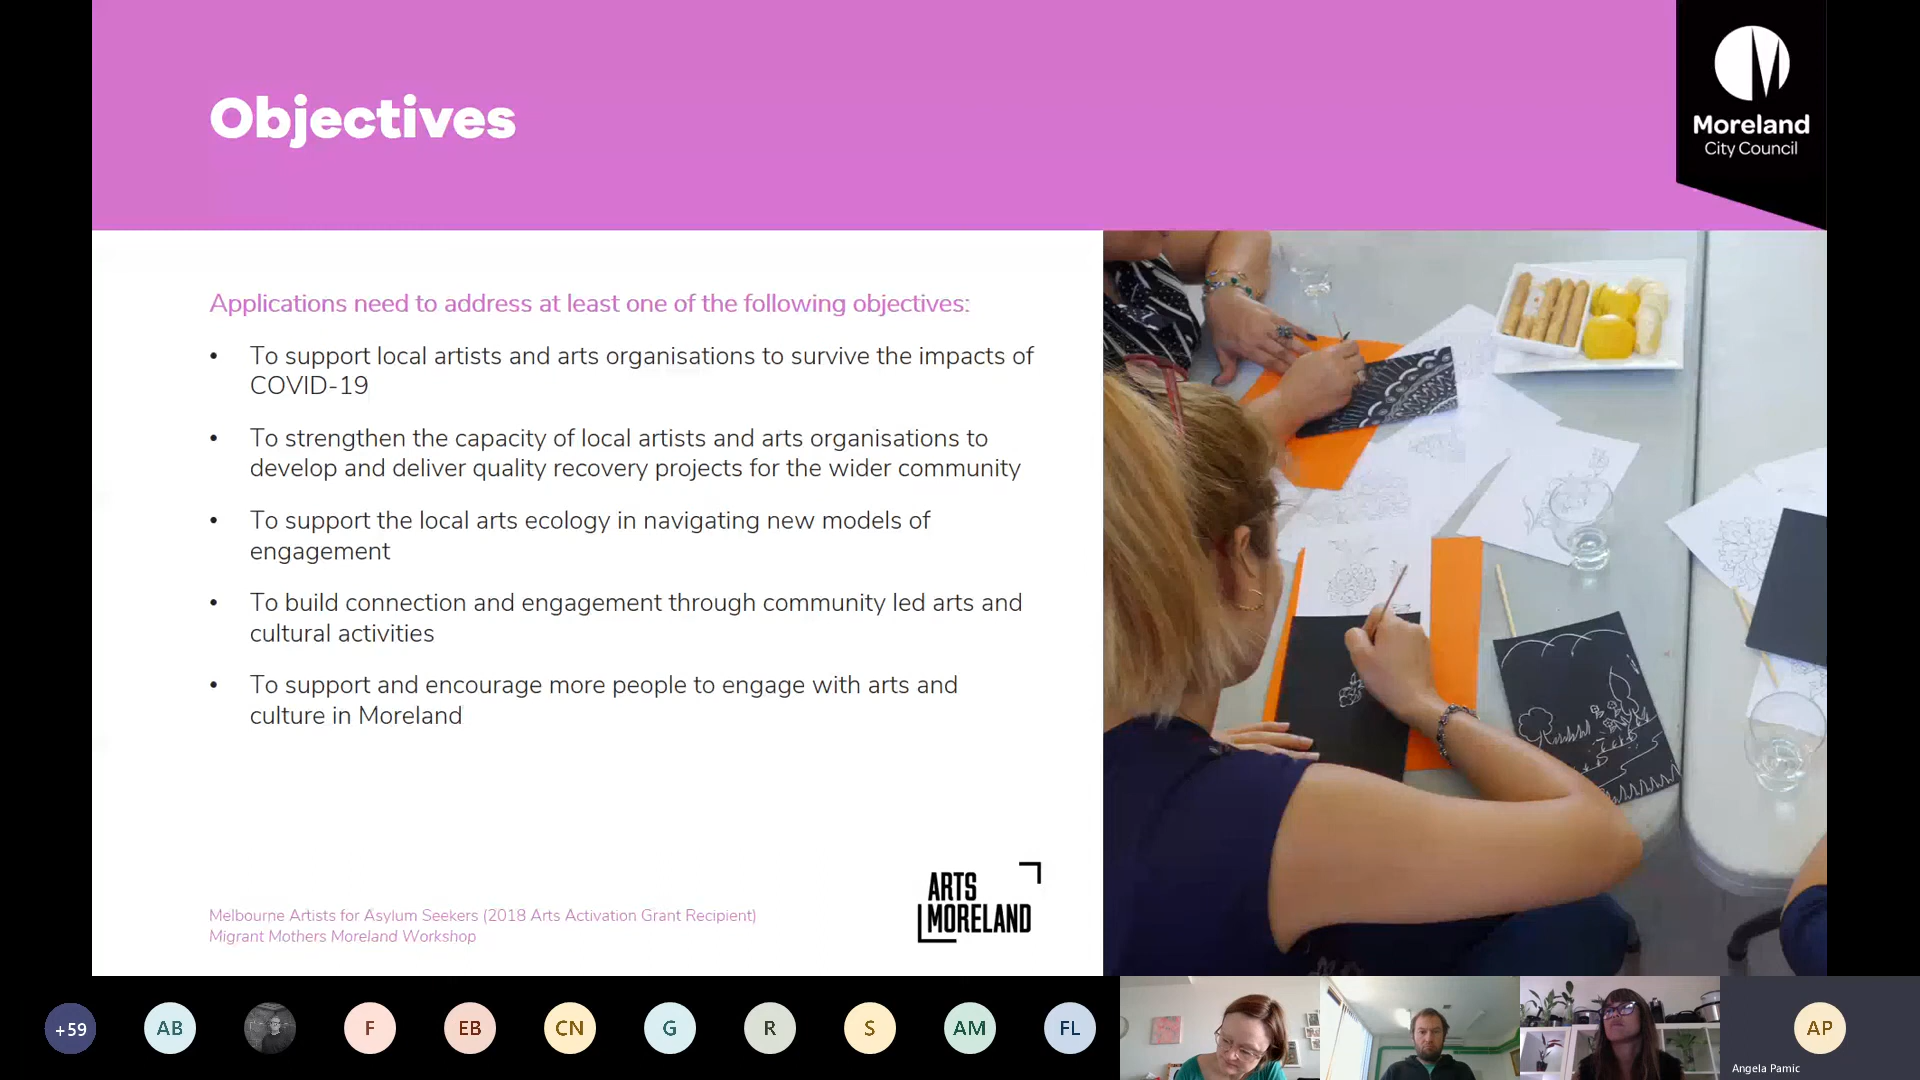 Objectives
Moreland
City Council
Applications need to address at least one of the following objectives:
• To support local artists and arts organisations to survive the impacts of
COVID-19
• To strengthen the capacity of local artists and arts organisations to
develop and deliver quality recovery projects for the wider community
• To support the local arts ecology in navigating new models of
engagement
• To build connection and engagement through community led arts and
cultural activities
• To support and encourage more people to engage with arts and
culture in Moreland
ARTS
MORELAND
Melbourne Artists for Asylum Seekers (2018 Arts Activation Grant Recipient)
Migrant Mothers Moreland Workshop
+59
AB
F
EB
CN
G
R
S
AM
FL
AP
Angela Pamic